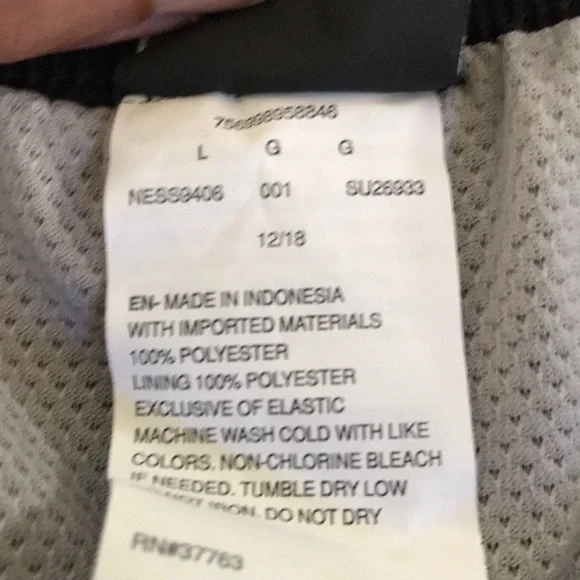 756998958846
L G G
NESS9406 001 SU26933
12/18
EN- MADE IN INDONESIA
WITH IMPORTED MATERIALS
100% POLYESTER
LINING 100% POLYESTER
EXCLUSIVE OF ELASTIC
MACHINE WASH COLD WITH LIKE
COLORS. NON-CHLORINE BLEACH
IF NEEDED. TUMBLE DRY LOW
NOT IRON. DO NOT DRY
RN#37763